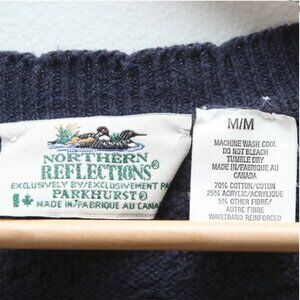 NORTHERN
REFLECTIONS®
EXCLUSIVELY BY/EXCLUSIVEMENT PA
PARKHURST®
MADE IN/FABRIQUE AU CANA
M/M
MACHINE WASH COOL
DO NOT BLEACH
TUMBLE DRY
MADE IN/FABRIQUE AU
CANADA
70% COTTON/COTON
25% ACRYLIC/ACRYLIQUE
5% OTHER FIBRE/
AUTRE FIBRE
WAISTBAND REINFORCED